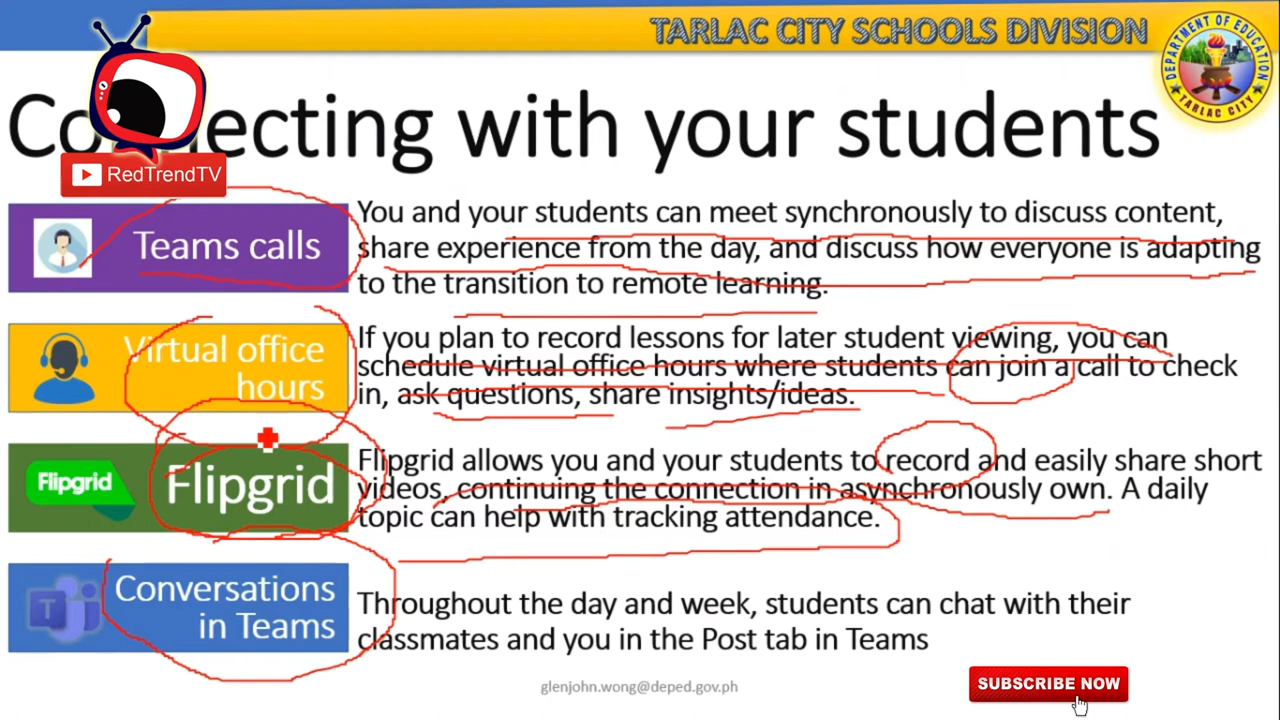 TARLAC CITY SCHOOLS DIVISION
DEPARTMENT OF EDUCATION
TARLAC CITY
Connecting with your students
RedTrendTV
Teams calls
You and your students can meet synchronously to discuss content,
share experience from the day, and discuss how everyone is adapting
to the transition to remote learning.
Virtual office
hours
If you plan to record lessons for later student viewing, you can
schedule virtual office hours where students can join a call to check
in, ask questions, share insights/ideas.
Flipgrid
Flipgrid
Flipgrid allows you and your students to record and easily share short
videos, continuing the connection in asynchronously own. A daily
topic can help with tracking attendance.
T
Conversations
in Teams
Throughout the day and week, students can chat with their
classmates and you in the Post tab in Teams
glenjohn.wong@deped.gov.ph
SUBSCRIBE NOW